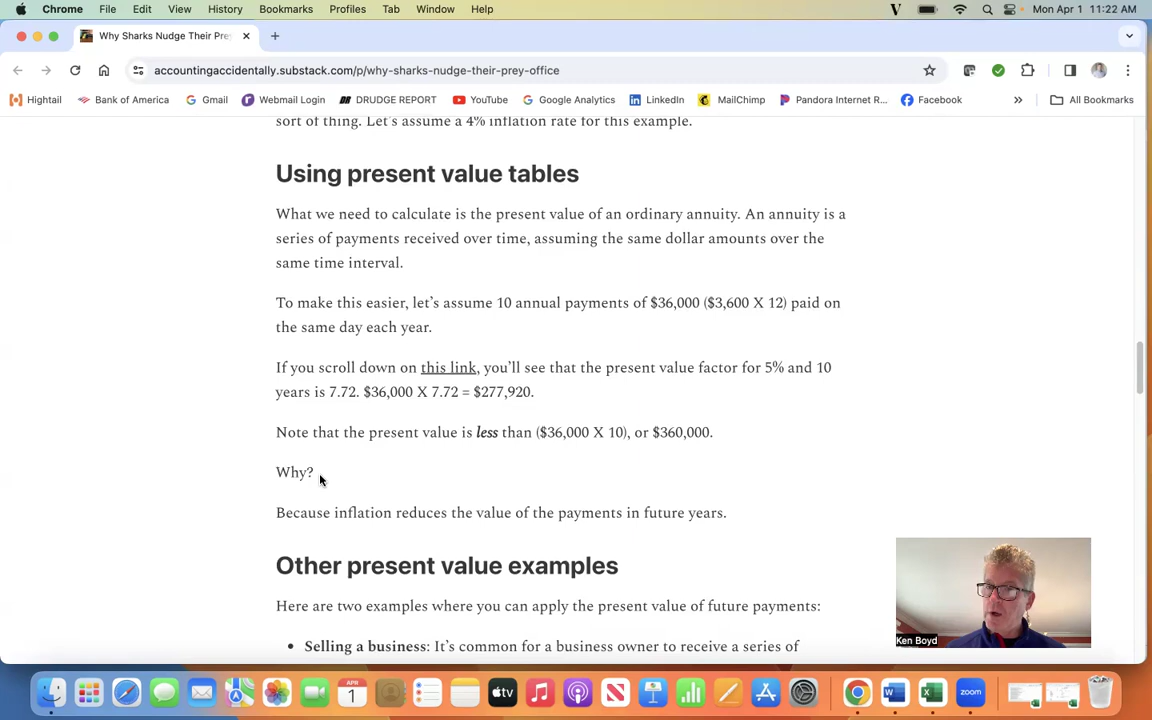 Chrome File Edit View History Bookmarks Profiles Tab Window Help Mon Apr 1 11:22 AM
Why Sharks Nudge Their Prey
accountingaccidentally.substack.com/p/why-sharks-nudge-their-prey-office
Hightail Bank of America Gmail Webmail Login DRUDGE REPORT YouTube Google Analytics LinkedIn MailChimp Pandora Internet R... Facebook » All Bookmarks
sort of thing. Let's assume a 4% inflation rate for this example.
Using present value tables
What we need to calculate is the present value of an ordinary annuity. An annuity is a
series of payments received over time, assuming the same dollar amounts over the
same time interval.
To make this easier, let's assume 10 annual payments of $36,000 ($3,600 X 12) paid on
the same day each year.
If you scroll down on this link, you'll see that the present value factor for 5% and 10
years is 7.72. $36,000 X 7.72 = $277,920.
Note that the present value is less than ($36,000 X 10), or $360,000.
Why?
Because inflation reduces the value of the payments in future years.
Other present value examples
Here are two examples where you can apply the present value of future payments:
• Selling a business: It's common for a business owner to receive a series of
Ken Boyd
APR
1
tv
zoom